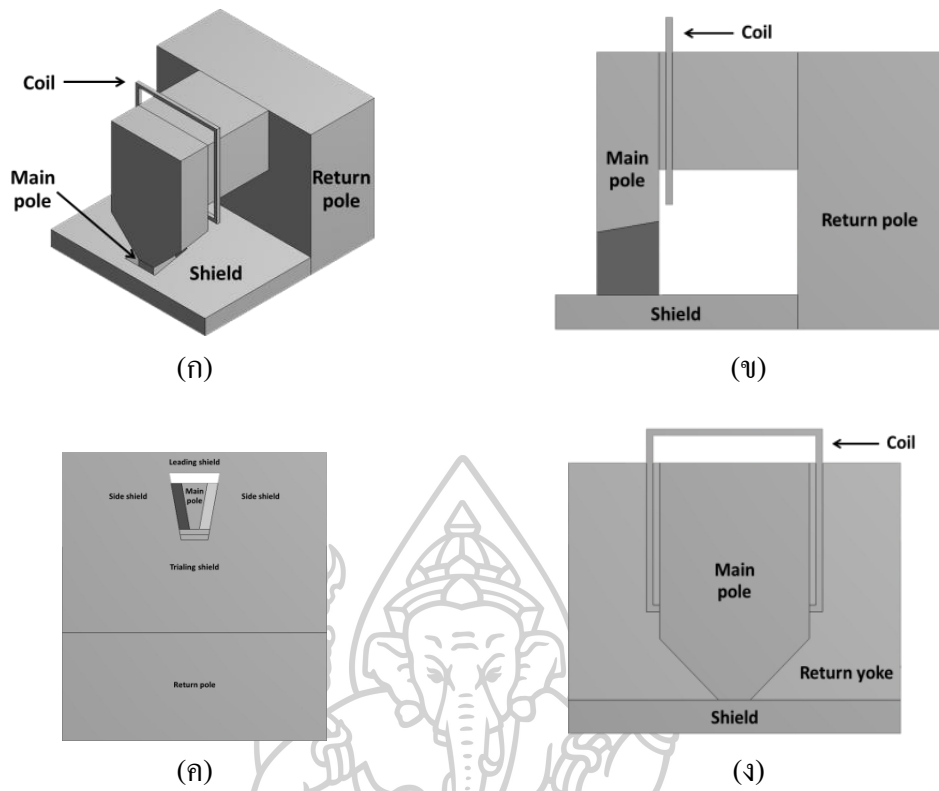 Coil
Main
pole
Return
pole
Shield
(ก)
Coil
Main
pole
Return pole
Shield
(ข)
Leading shield
Side shield
Main
pole
Side shield
Trialing shield
Return pole
(ค)
Coil
Main
pole
Return yoke
Shield
(ง)